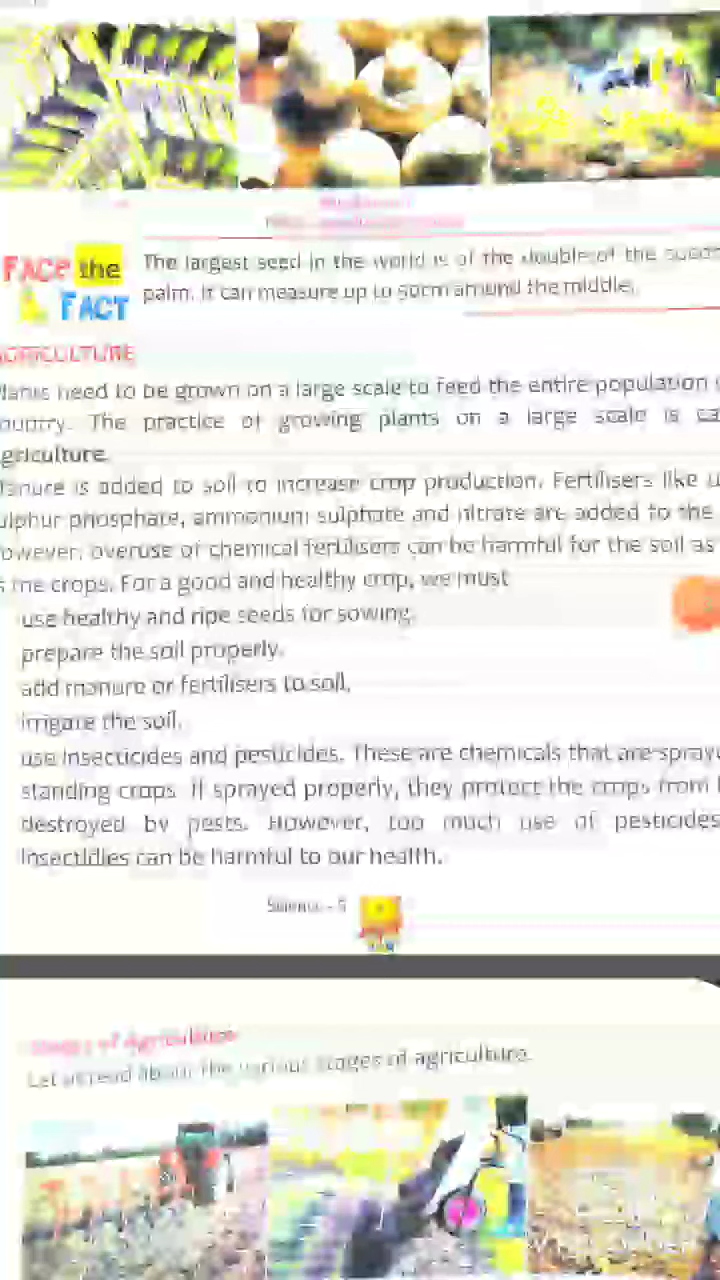 FACE the
FACT
The largest seed in the world is of the double of the
palm. It can measure up to 50cm around the middle.
AGRICULTURE
need to be grown on a large scale to feed the entire population
The practice of growing plants on a large scale is
griculture.
is added to soil to increase crop production. Fertilisers like
phosphate, ammonium sulphate and nitrate are added to the
owever, overuse of chemical fertilisers can be harmful for the soil as
the crops. For a good and healthy crop, we must
use healthy and ripe seeds for sowing.
prepare the soil properly.
add manure or fertilisers to soil.
irrigate the soil.
use insecticides and pesticides. These are chemicals that are
standing crops. If sprayed properly, they protect the crops from
destroyed by pests. However, too much use of pesticides
can be harmful to our health.
Science - 5
Stages of Agriculture
Let us read about the various stages of agriculture.